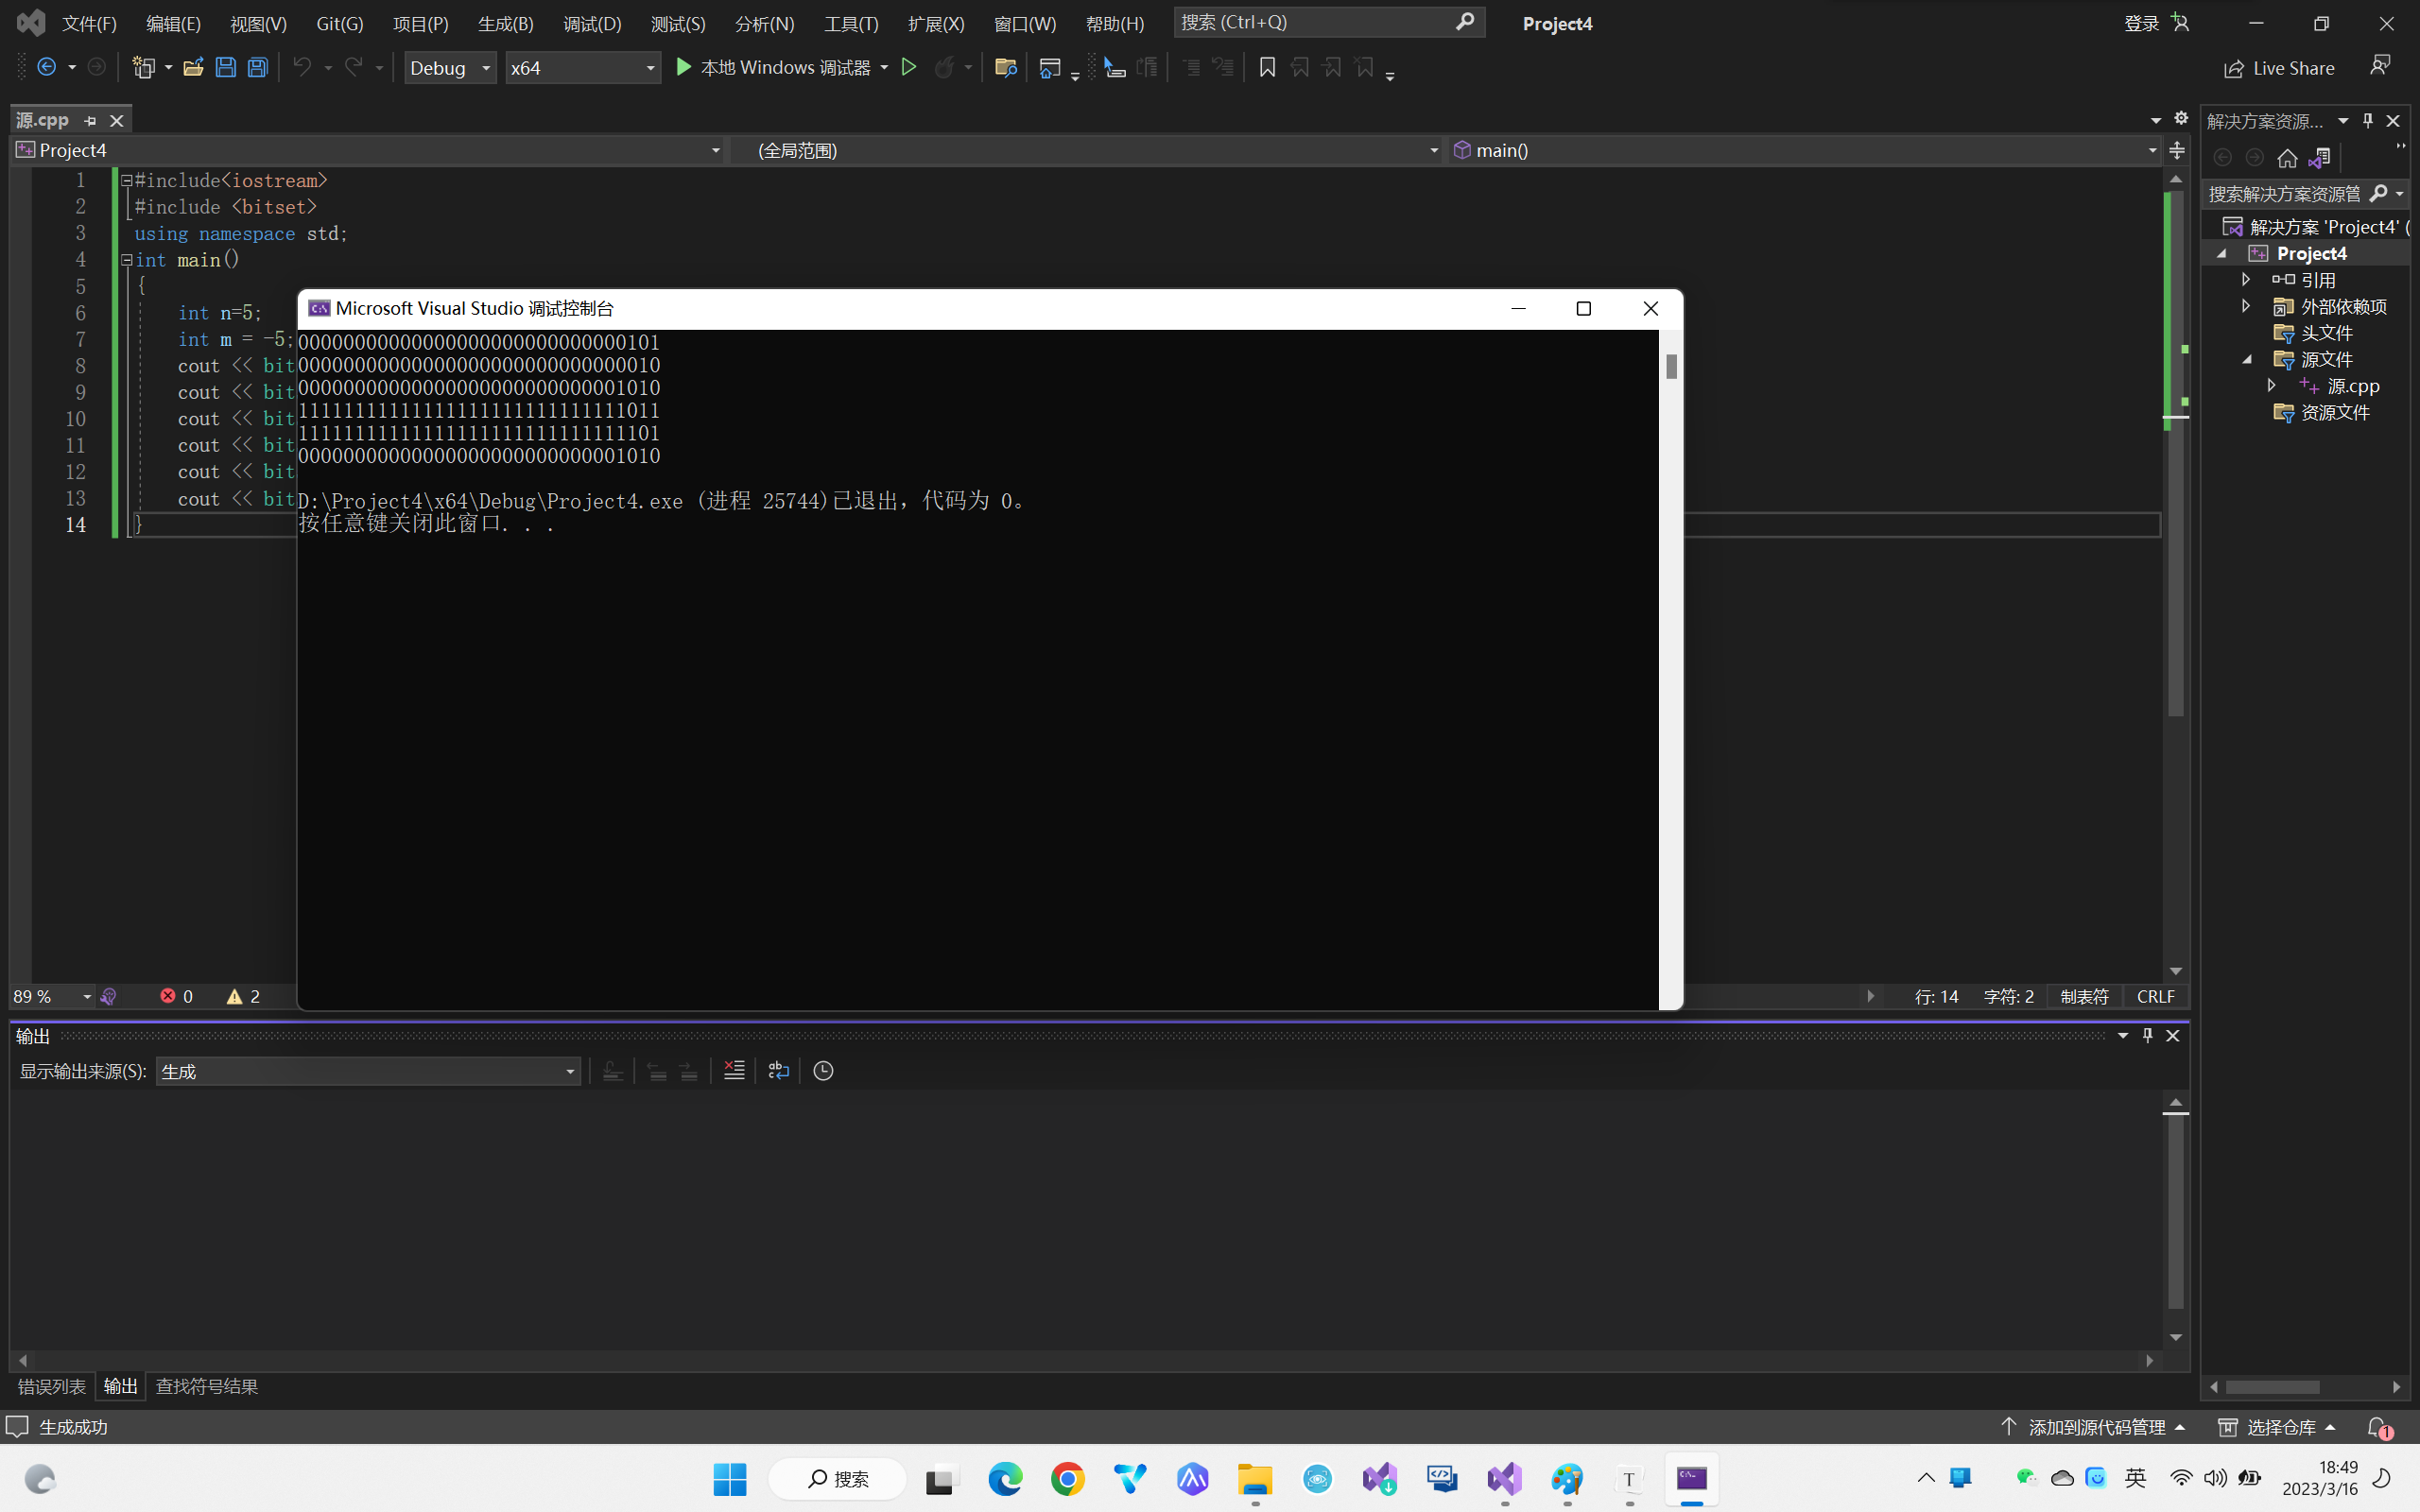 文件(F) 编辑(E) 视图(V) Git(G) 项目(P) 生成(B) 调试(D) 测试(S) 分析(N) 工具(T) 扩展(X) 窗口(W) 帮助(H) 搜索 (Ctrl+Q) Project4 登录
Debug x64 本地 Windows 调试器 Live Share
源.cpp
Project4 (全局范围) main()
1 #include<iostream>
2 #include <bitset>
3 using namespace std;
4 int main()
5 {
6 int n=5;
7 int m = -5;
8 cout << bit
9 cout << bit
10 cout << bit
11 cout << bit
12 cout << bit
13 cout << bit
14 }
Microsoft Visual Studio 调试控制台
00000000000000000000000000000101
00000000000000000000000000000010
00000000000000000000000000001010
11111111111111111111111111111011
11111111111111111111111111111101
00000000000000000000000000001010
D:\Project4\x64\Debug\Project4.exe (进程 25744)已退出，代码为 0。
按任意键关闭此窗口. . .
89 % 0 2 行: 14 字符: 2 制表符 CRLF
解决方案资源...
搜索解决方案资源管
解决方案 'Project4' (
Project4
引用
外部依赖项
头文件
源文件
源.cpp
资源文件
输出
显示输出来源(S): 生成
错误列表 输出 查找符号结果
生成成功 添加到源代码管理 选择仓库 1
搜索 英 18:49
2023/3/16